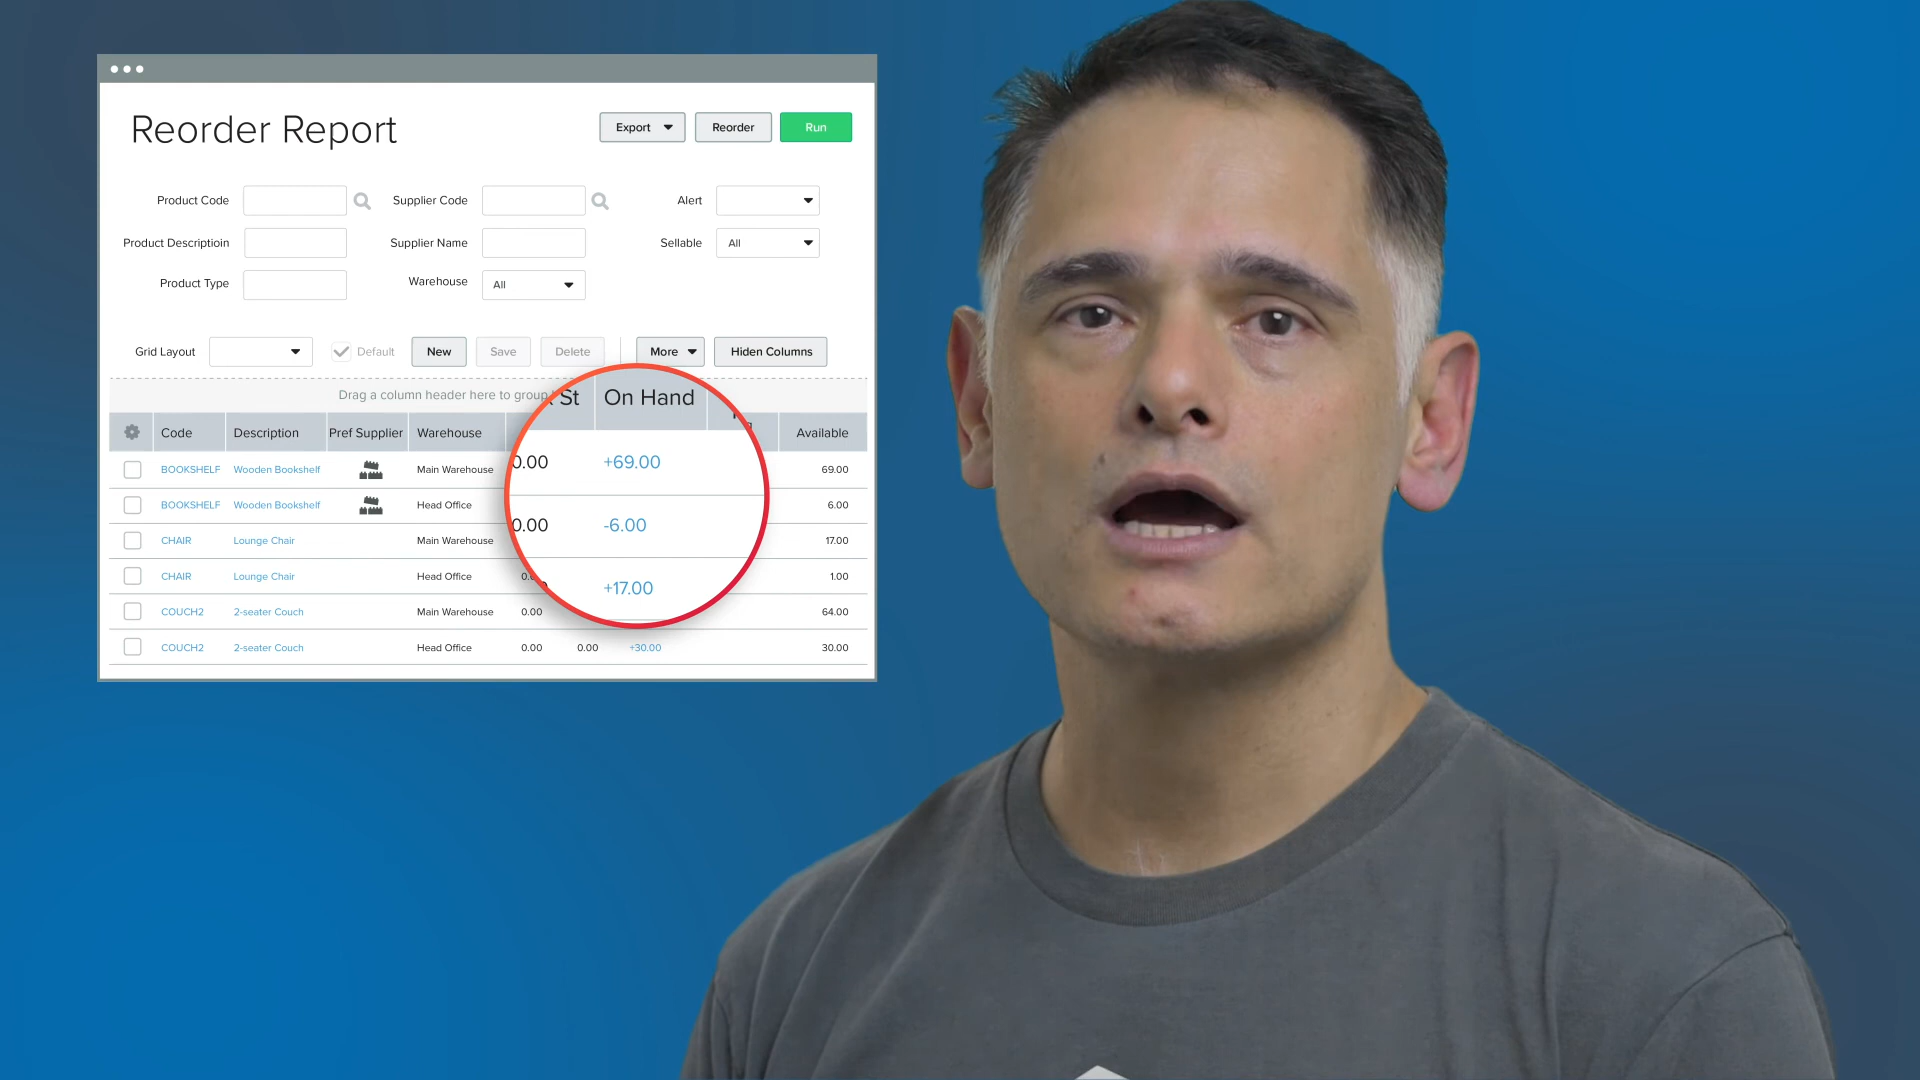 Reorder Report
Export Reorder Run
Product Code Supplier Code Alert
Product Descriptioin Supplier Name Sellable All
Product Type Warehouse All
Grid Layout Default New Save Delete More Hiden Columns
Drag a column header here to group
St On Hand
Code Description Pref Supplier Warehouse Available
BOOKSHELF Wooden Bookshelf Main Warehouse 0.00 +69.00 69.00
BOOKSHELF Wooden Bookshelf Head Office 0.00 -6.00 6.00
CHAIR Lounge Chair Main Warehouse +17.00 17.00
CHAIR Lounge Chair Head Office 1.00
COUCH2 2-seater Couch Main Warehouse 0.00 64.00
COUCH2 2-seater Couch Head Office 0.00 0.00 +30.00 30.00